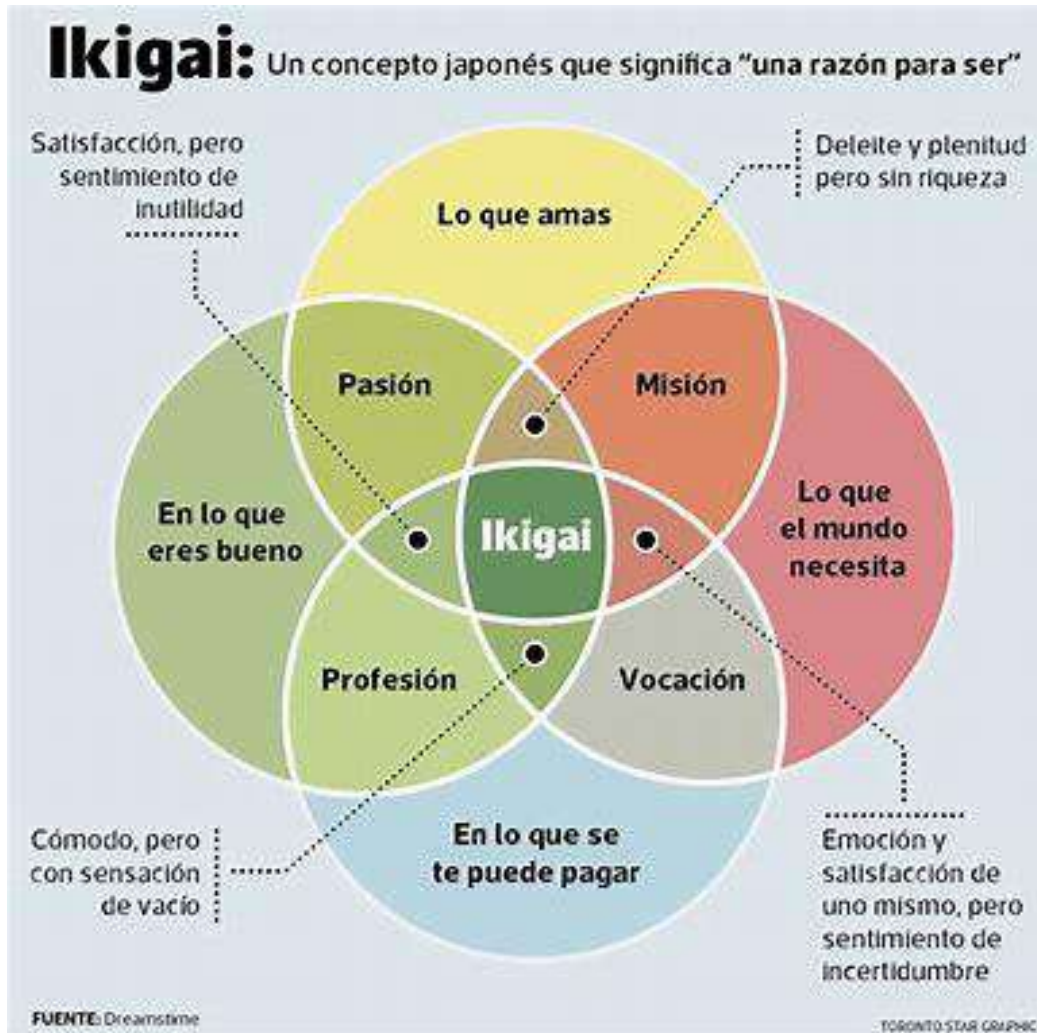 Ikigai: Un concepto japonés que significa "una razón para ser"
Satisfacción, pero
sentimiento de
inutilidad
Deleite y plenitud
pero sin riqueza
Lo que amas
Pasión
Misión
En lo que
eres bueno
Ikigai
Lo que
el mundo
necesita
Profesión
Vocación
Cómodo, pero
con sensación
de vacío
En lo que se
te puede pagar
Emoción y
satisfacción de
uno mismo, pero
sentimiento de
incertidumbre
FUENTE: Dreamstime
TORONTO STAR GRAPHIC